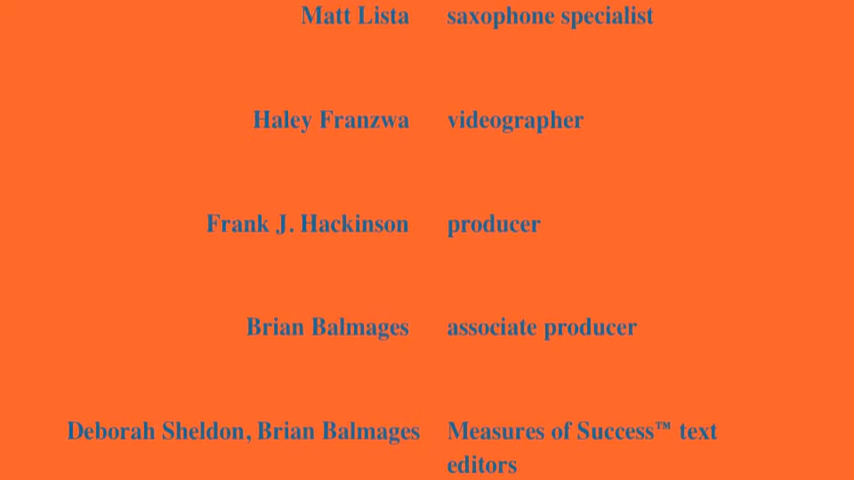 Matt Lista saxophone specialist
Haley Franzwa videographer
Frank J. Hackinson producer
Brian Balmages associate producer
Deborah Sheldon, Brian Balmages Measures of Success™ text
editors